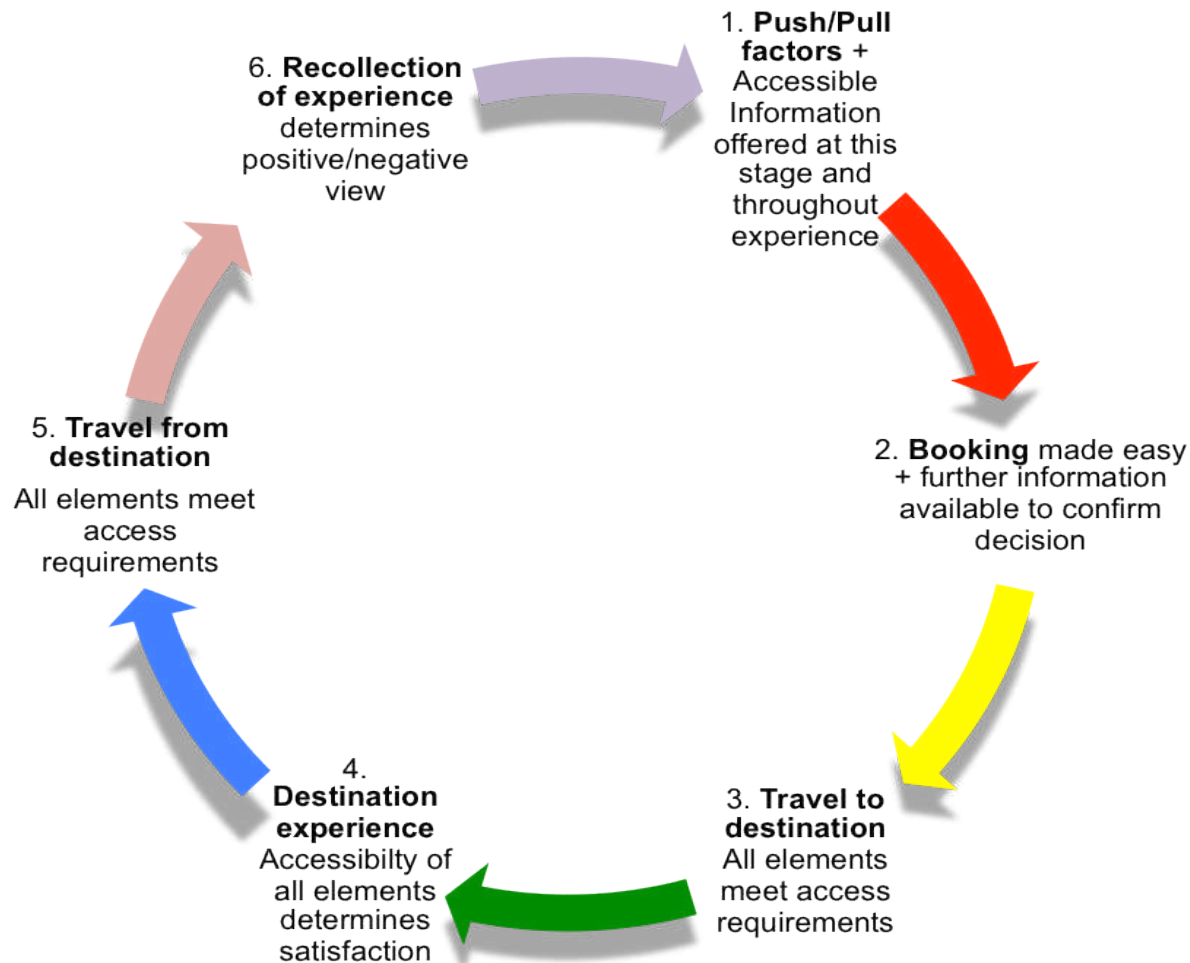 1. Push/Pull
factors +
Accessible
Information
offered at this
stage and
throughout
experience
2. Booking made easy
+ further information
available to confirm
decision
3. Travel to
destination
All elements
meet access
requirements
4.
Destination
experience
Accessibilty of
all elements
determines
satisfaction
5. Travel from
destination
All elements meet
access
requirements
6. Recollection
of experience
determines
positive/negative
view